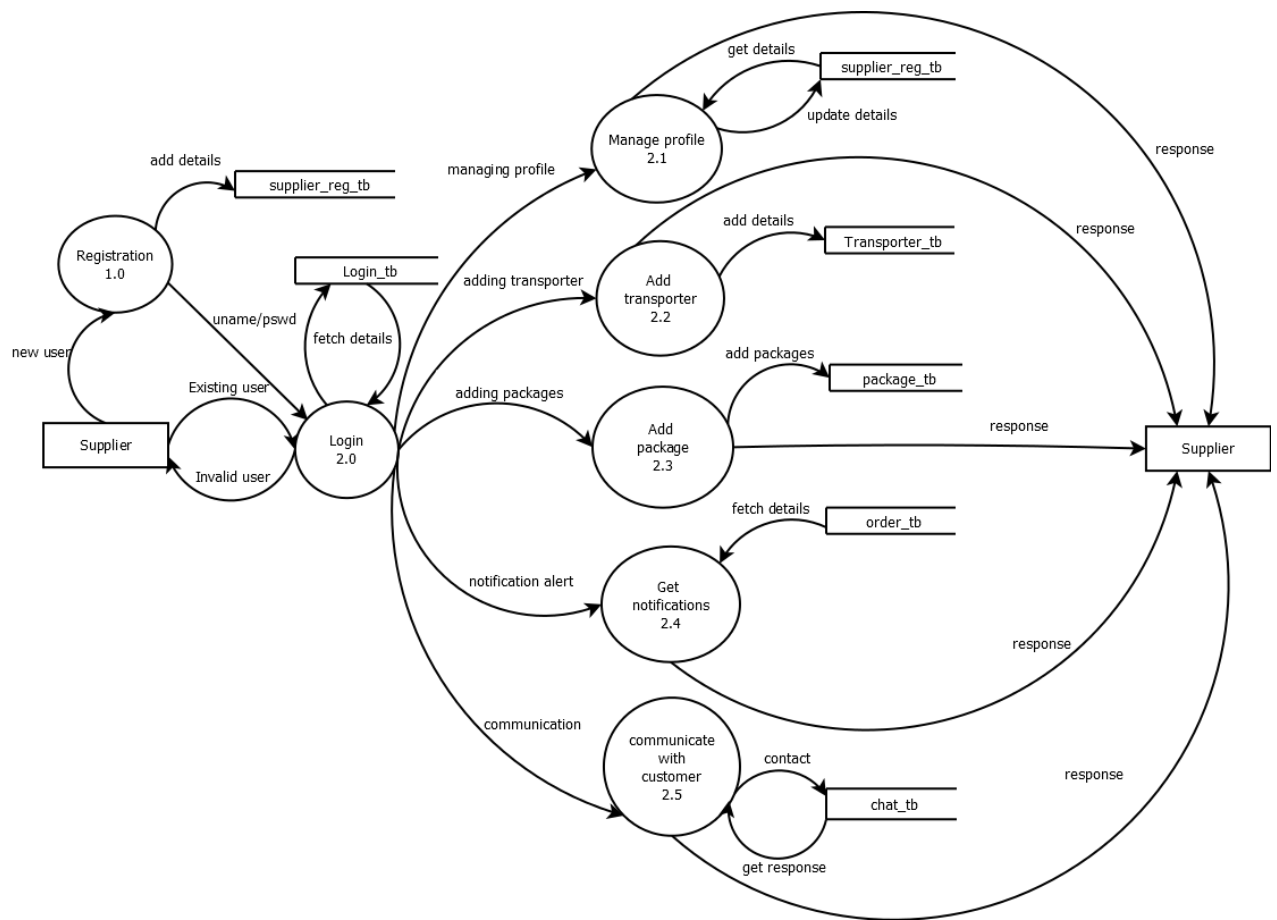 get details
supplier_reg_tb
update details
Manage profile
2.1
response
managing profile
add details
supplier_reg_tb
Registration
1.0
Login_tb
adding transporter
Add
transporter
2.2
add details
Transporter_tb
response
uname/pswd
fetch details
new user
Existing user
Supplier
Invalid user
Login
2.0
adding packages
Add
package
2.3
add packages
package_tb
response
Supplier
fetch details
order_tb
notification alert
Get
notifications
2.4
response
communication
communicate
with
customer
2.5
contact
chat_tb
get response
response